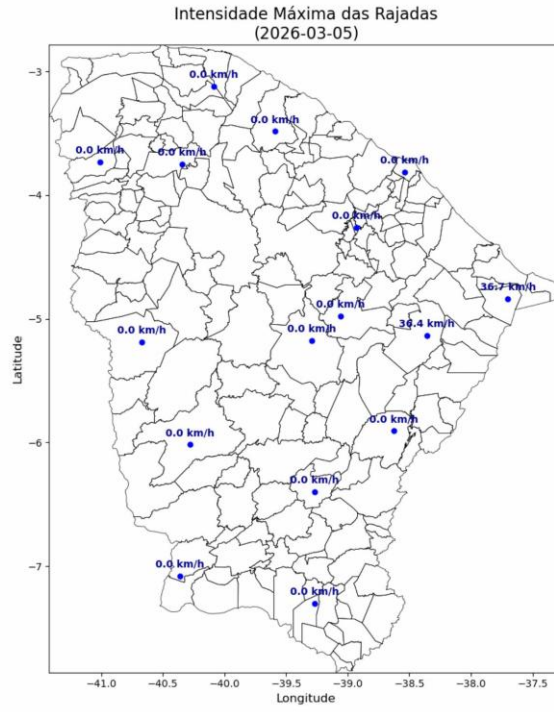 Intensidade Máxima das Rajadas
(2026-03-05)
−3
0.0 km/h
0.0 km/h
0.0 km/h
0.0 km/h
0.0 km/h
−4
0.0 km/h
36.7 km/h
0.0 km/h
36.4 km/h
−5
0.0 km/h
0.0 km/h
Latitude
0.0 km/h
−6
0.0 km/h
0.0 km/h
−7
0.0 km/h
0.0 km/h
−41.0
−40.5
−40.0
−39.5
−39.0
−38.5
−38.0
−37.5
Longitude